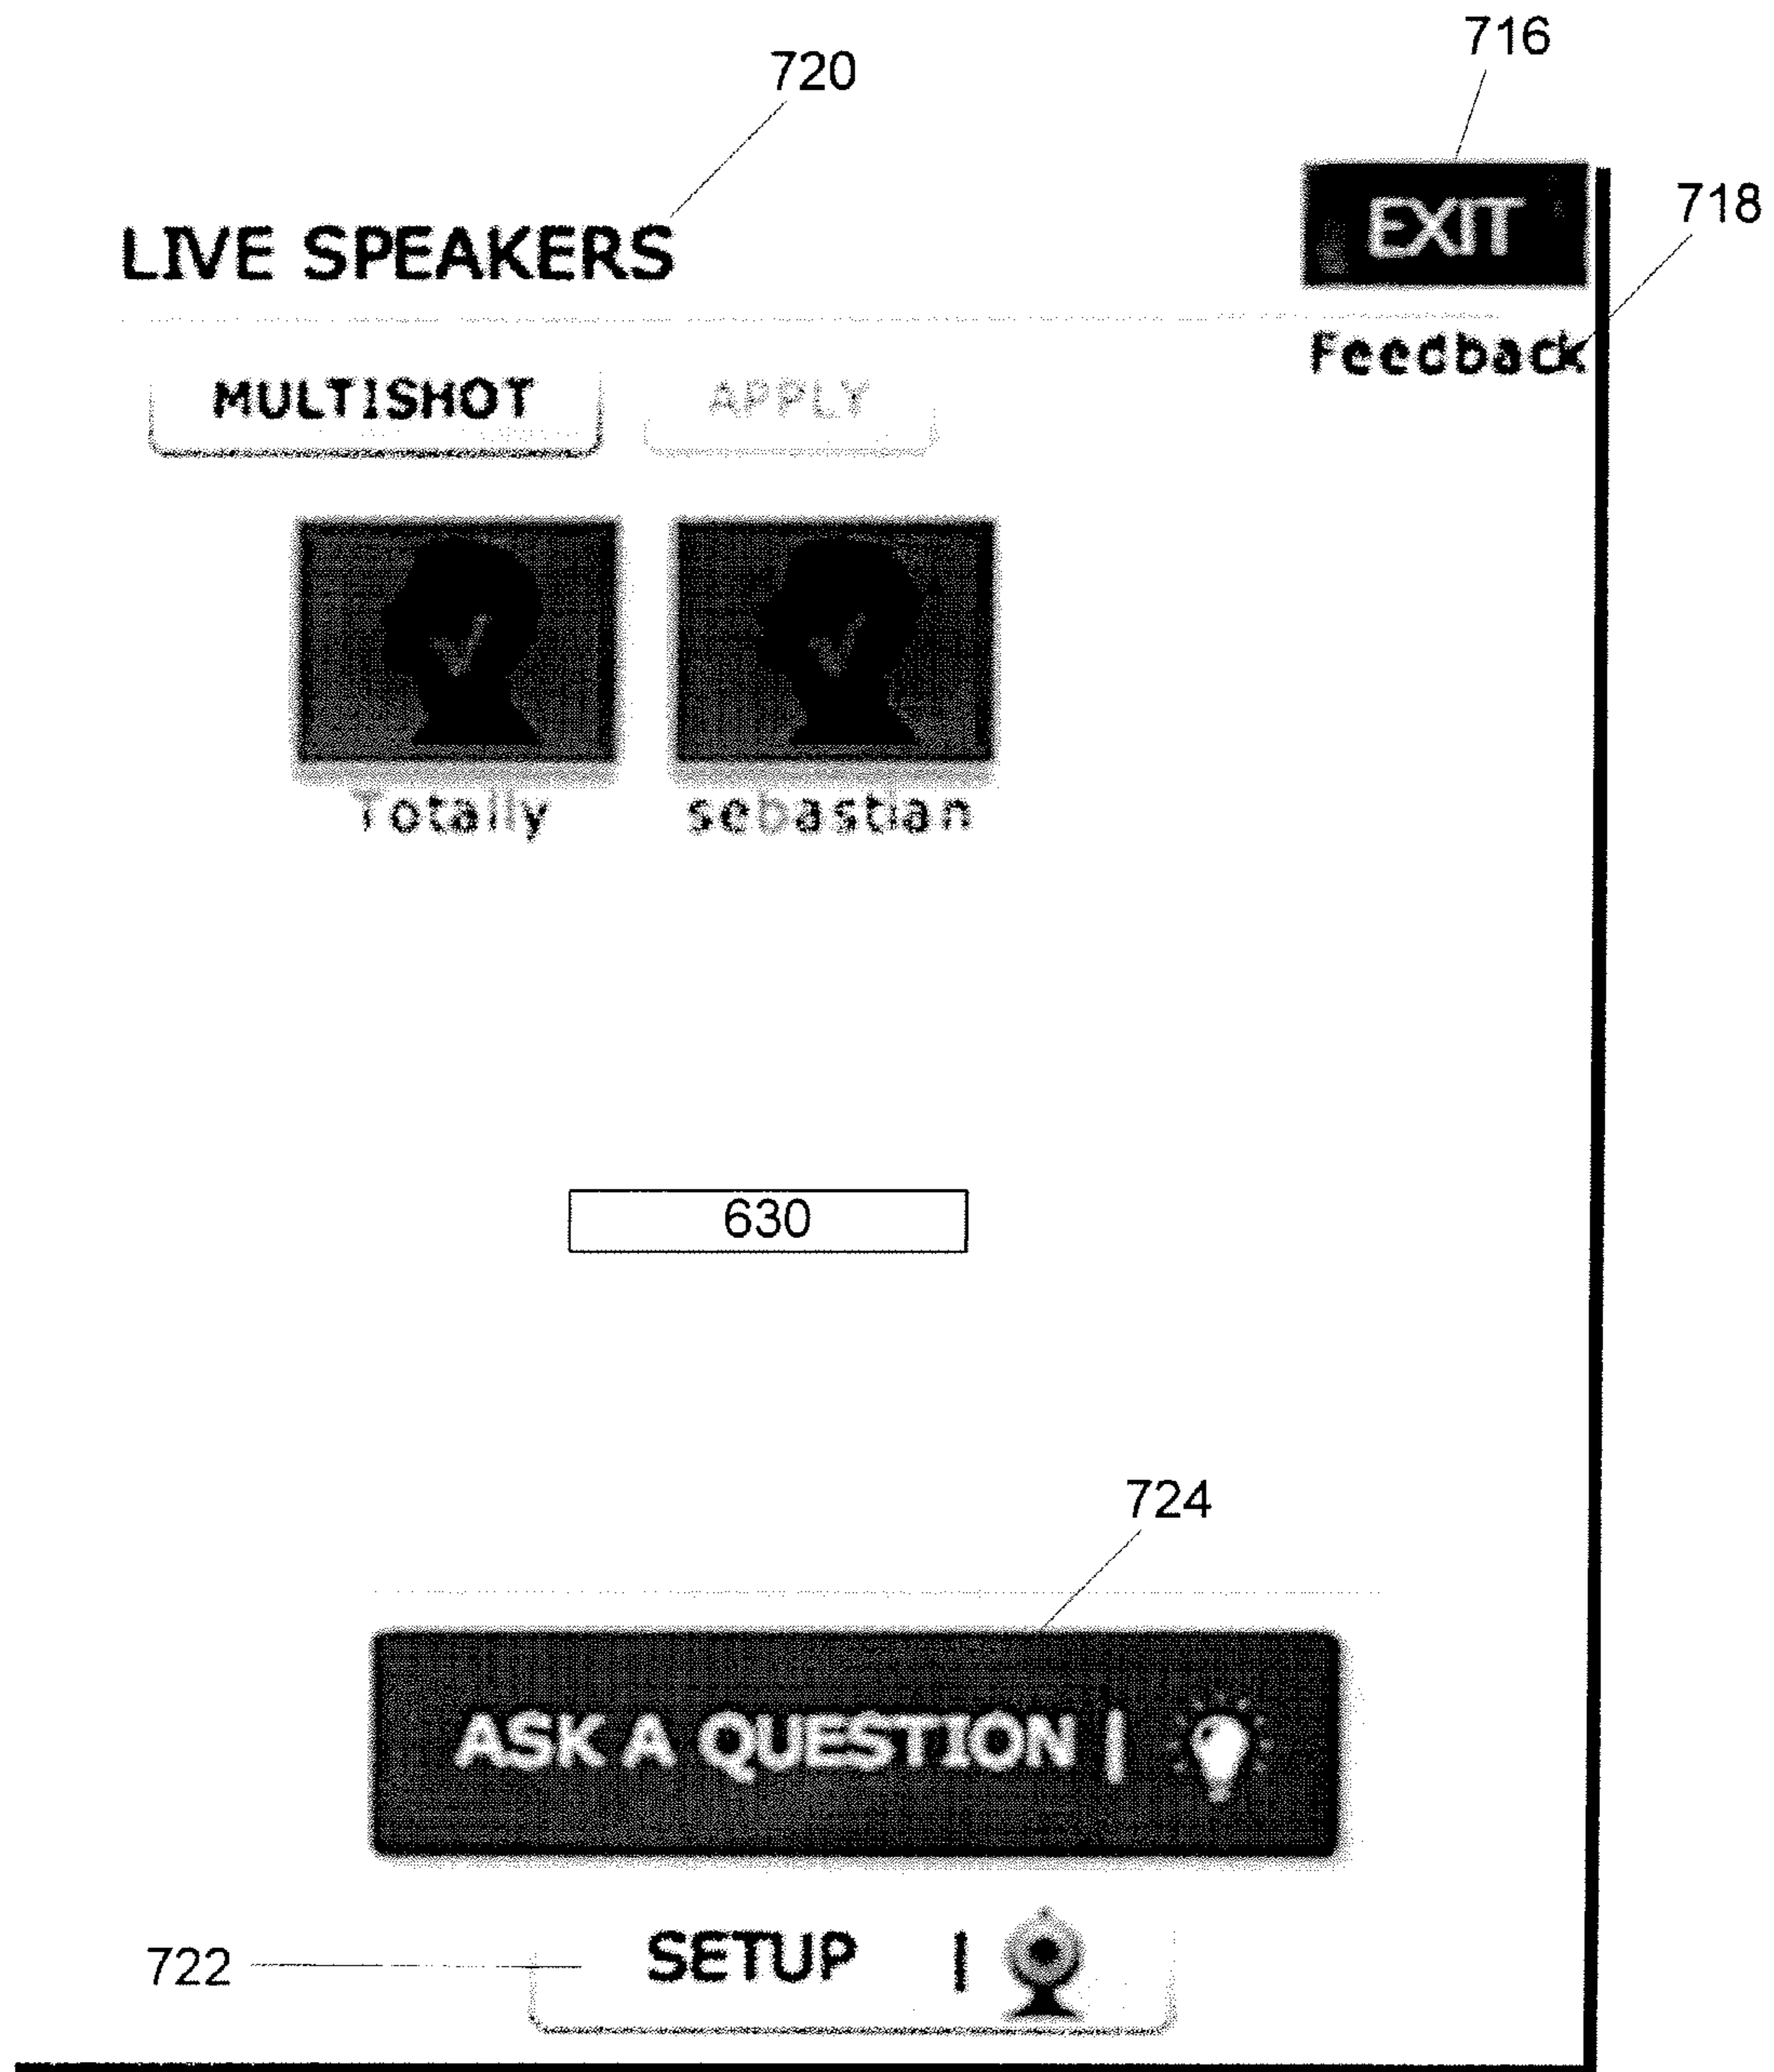 716
720
718
LIVE SPEAKERS
EXIT
Feedback
MULTISHOT
APPLY
Totally
sebastian
630
724
ASK A QUESTION |
722
SETUP |